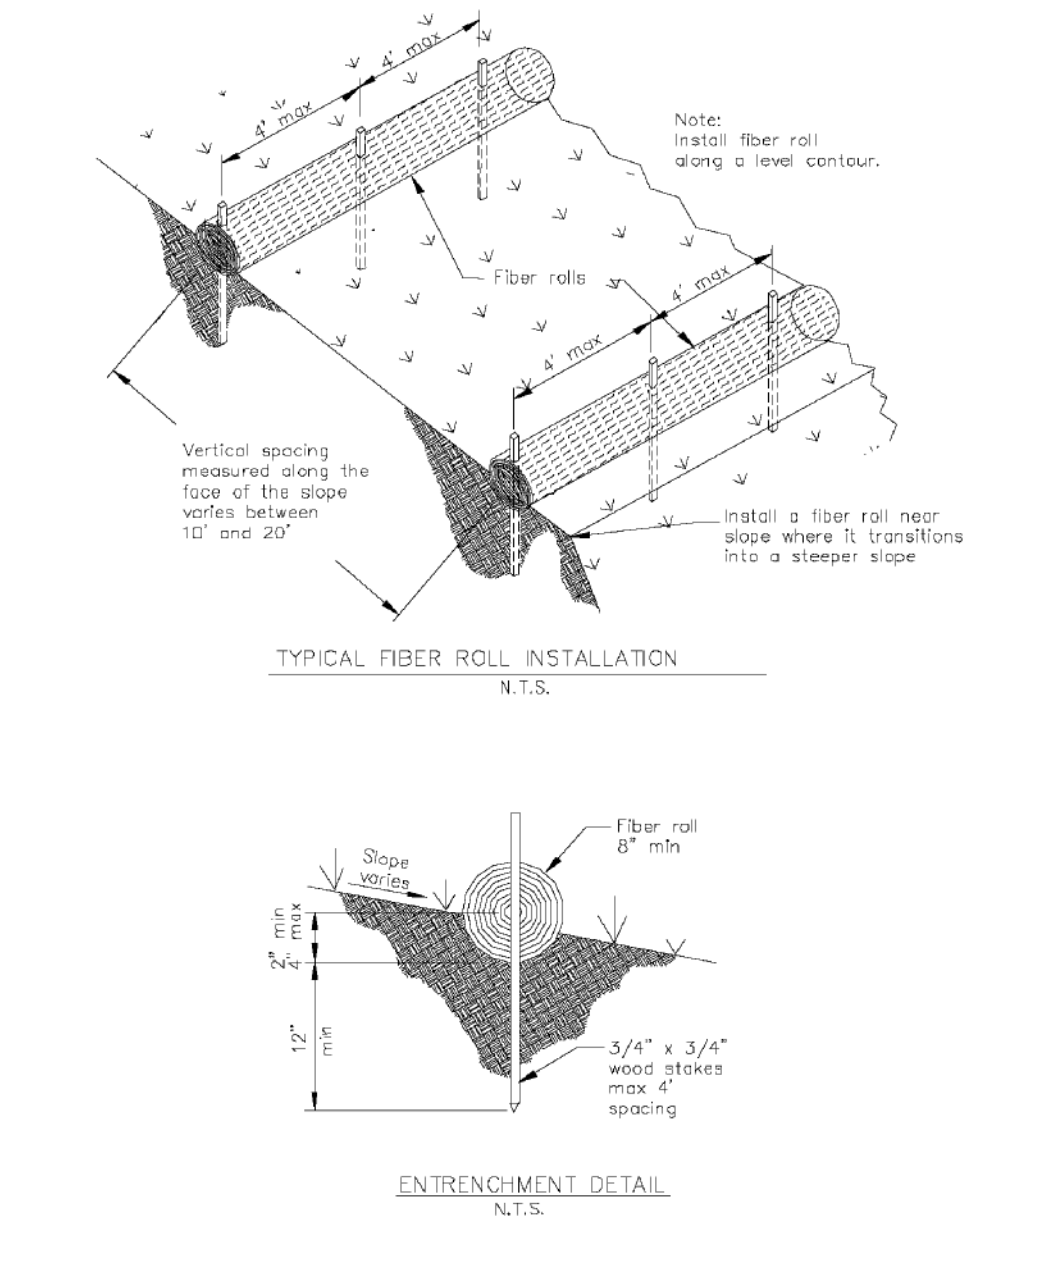 4' max
4' max
Note:
Install fiber roll
along a level contour.
Fiber rolls
4' max
4' max
Vertical spacing
measured along the
face of the slope
varies between
10' and 20'
Install a fiber roll near
slope where it transitions
into a steeper slope
TYPICAL FIBER ROLL INSTALLATION
N.T.S.
Fiber roll
8" min
Slope
varies
2" min
4" max
12"
min
3/4" x 3/4"
wood stakes
max 4'
spacing
ENTRENCHMENT DETAIL
N.T.S.